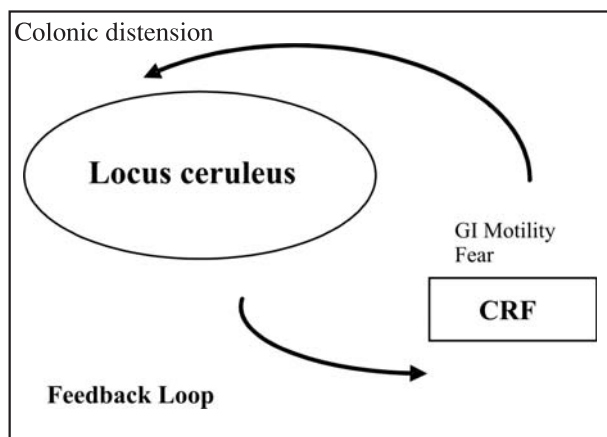 Colonic distension
Locus ceruleus
GI Motility
Fear
CRF
Feedback Loop